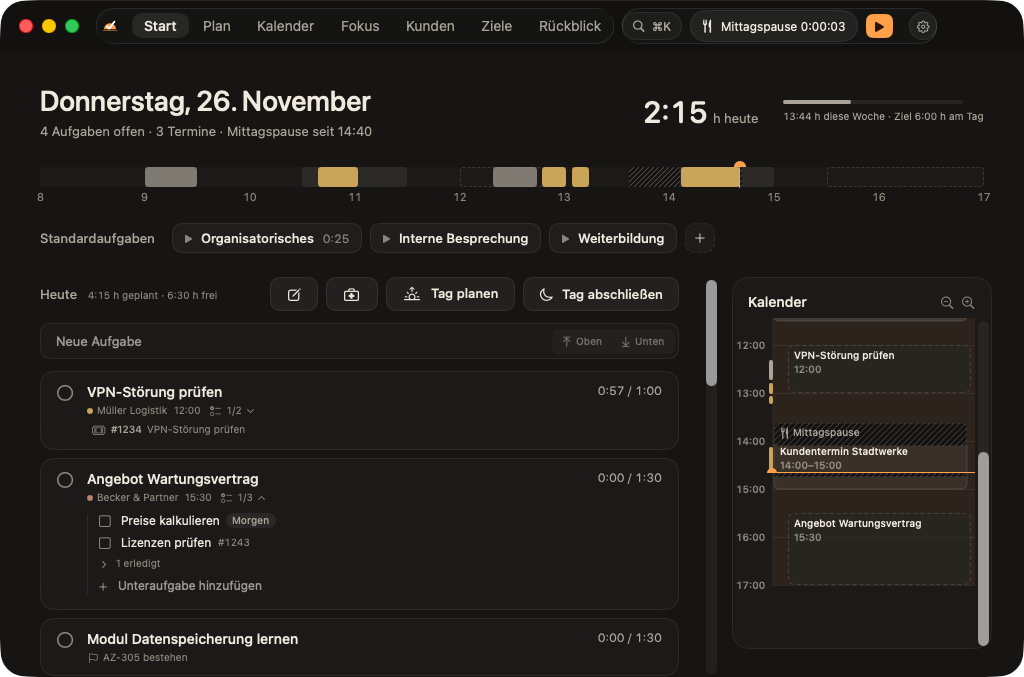 Start Plan Kalender Fokus Kunden Ziele Rückblick ⌘K Mittagspause 0:00:03
Donnerstag, 26. November
4 Aufgaben offen · 3 Termine · Mittagspause seit 14:40
2:15 h heute
13:44 h diese Woche · Ziel 6:00 h am Tag
8 9 10 11 12 13 14 15 16 17
Standardaufgaben Organisatorisches 0:25 Interne Besprechung Weiterbildung +
Heute 4:15 h geplant · 6:30 h frei Tag planen Tag abschließen
Neue Aufgabe Oben Unten
VPN-Störung prüfen 0:57 / 1:00
Müller Logistik 12:00 1/2
#1234 VPN-Störung prüfen
Angebot Wartungsvertrag 0:00 / 1:30
Becker & Partner 15:30 1/3
Preise kalkulieren Morgen
Lizenzen prüfen #1243
1 erledigt
+ Unteraufgabe hinzufügen
Modul Datenspeicherung lernen 0:00 / 1:30
AZ-305 bestehen
Kalender
12:00 VPN-Störung prüfen
12:00
13:00
Mittagspause
14:00
Kundentermin Stadtwerke
14:00–15:00
15:00
Angebot Wartungsvertrag
16:00 15:30
17:00